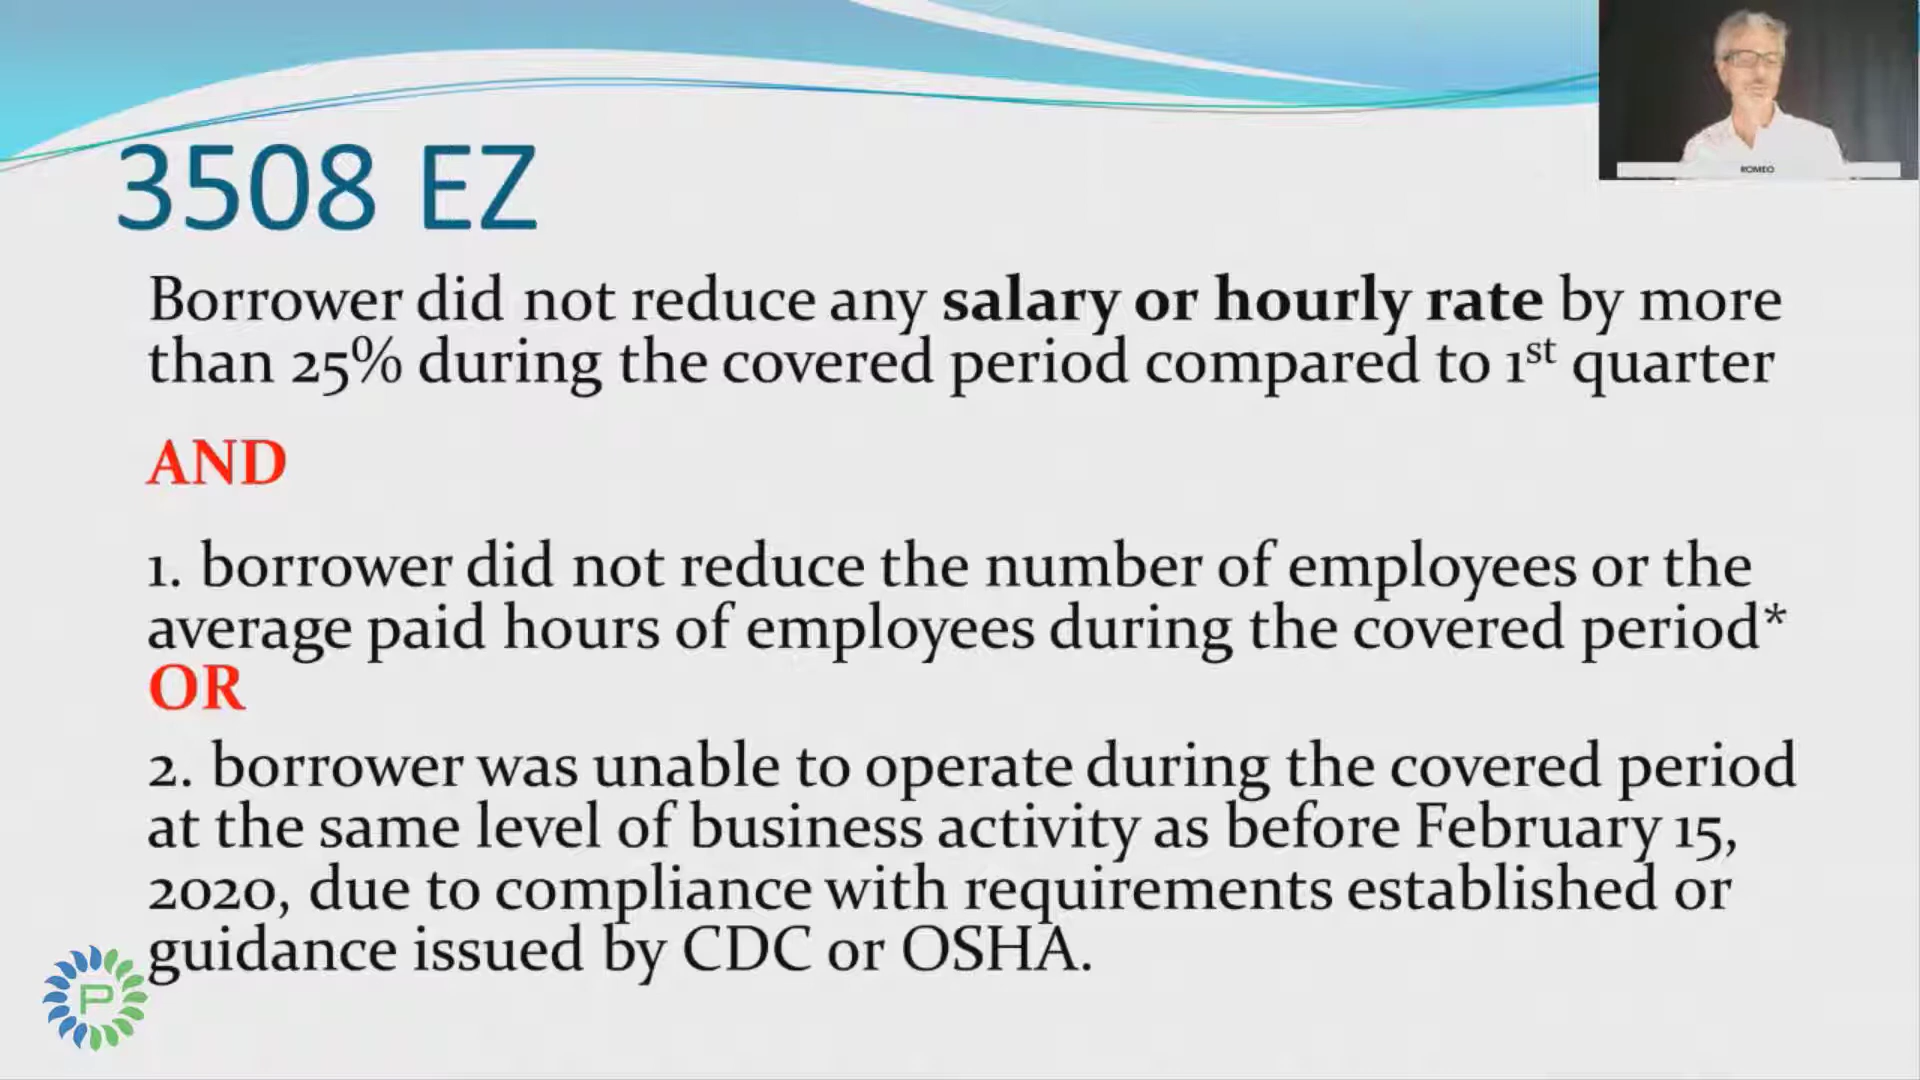 ROMEO
3508 EZ
Borrower did not reduce any salary or hourly rate by more
than 25% during the covered period compared to 1st quarter
AND
1. borrower did not reduce the number of employees or the
average paid hours of employees during the covered period*
OR
2. borrower was unable to operate during the covered period
at the same level of business activity as before February 15,
2020, due to compliance with requirements established or
guidance issued by CDC or OSHA.
P